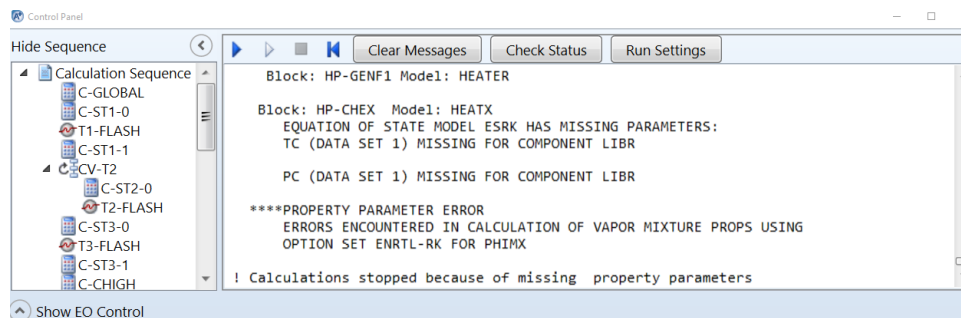 Control Panel
Hide Sequence
Clear Messages
Check Status
Run Settings
Calculation Sequence
C-GLOBAL
C-ST1-0
T1-FLASH
C-ST1-1
CV-T2
C-ST2-0
T2-FLASH
C-ST3-0
T3-FLASH
C-ST3-1
C-CHIGH
Block: HP-GENF1 Model: HEATER
Block: HP-CHEX Model: HEATX
EQUATION OF STATE MODEL ESRK HAS MISSING PARAMETERS:
TC (DATA SET 1) MISSING FOR COMPONENT LIBR
PC (DATA SET 1) MISSING FOR COMPONENT LIBR
****PROPERTY PARAMETER ERROR
ERRORS ENCOUNTERED IN CALCULATION OF VAPOR MIXTURE PROPS USING
OPTION SET ENRTL-RK FOR PHIMX
! Calculations stopped because of missing property parameters
Show EO Control